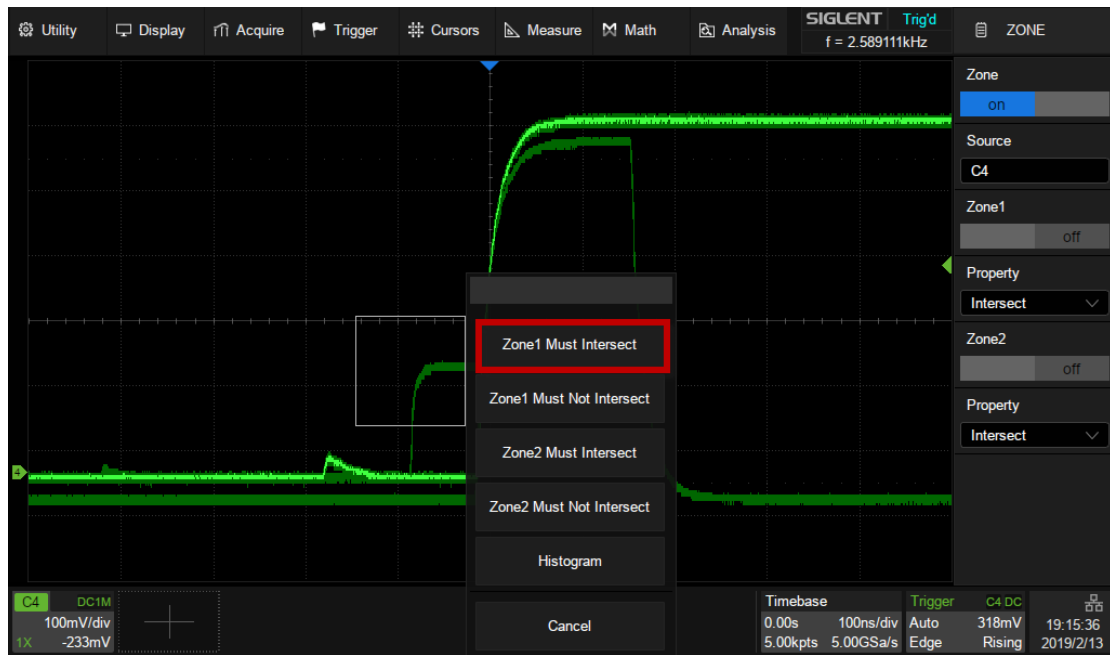 Utility
Display
Acquire
Trigger
Cursors
Measure
Math
Analysis
SIGLENT Trig'd
f = 2.589111kHz
ZONE
Zone
on
Source
C4
Zone1
off
Property
Intersect
Zone2
off
Property
Intersect
Zone1 Must Intersect
Zone1 Must Not Intersect
Zone2 Must Intersect
Zone2 Must Not Intersect
Histogram
Cancel
4
C4 DC1M
100mV/div
1X -233mV
Timebase
0.00s 100ns/div
5.00kpts 5.00GSa/s
Trigger C4 DC
Auto 318mV
Edge Rising
19:15:36
2019/2/13